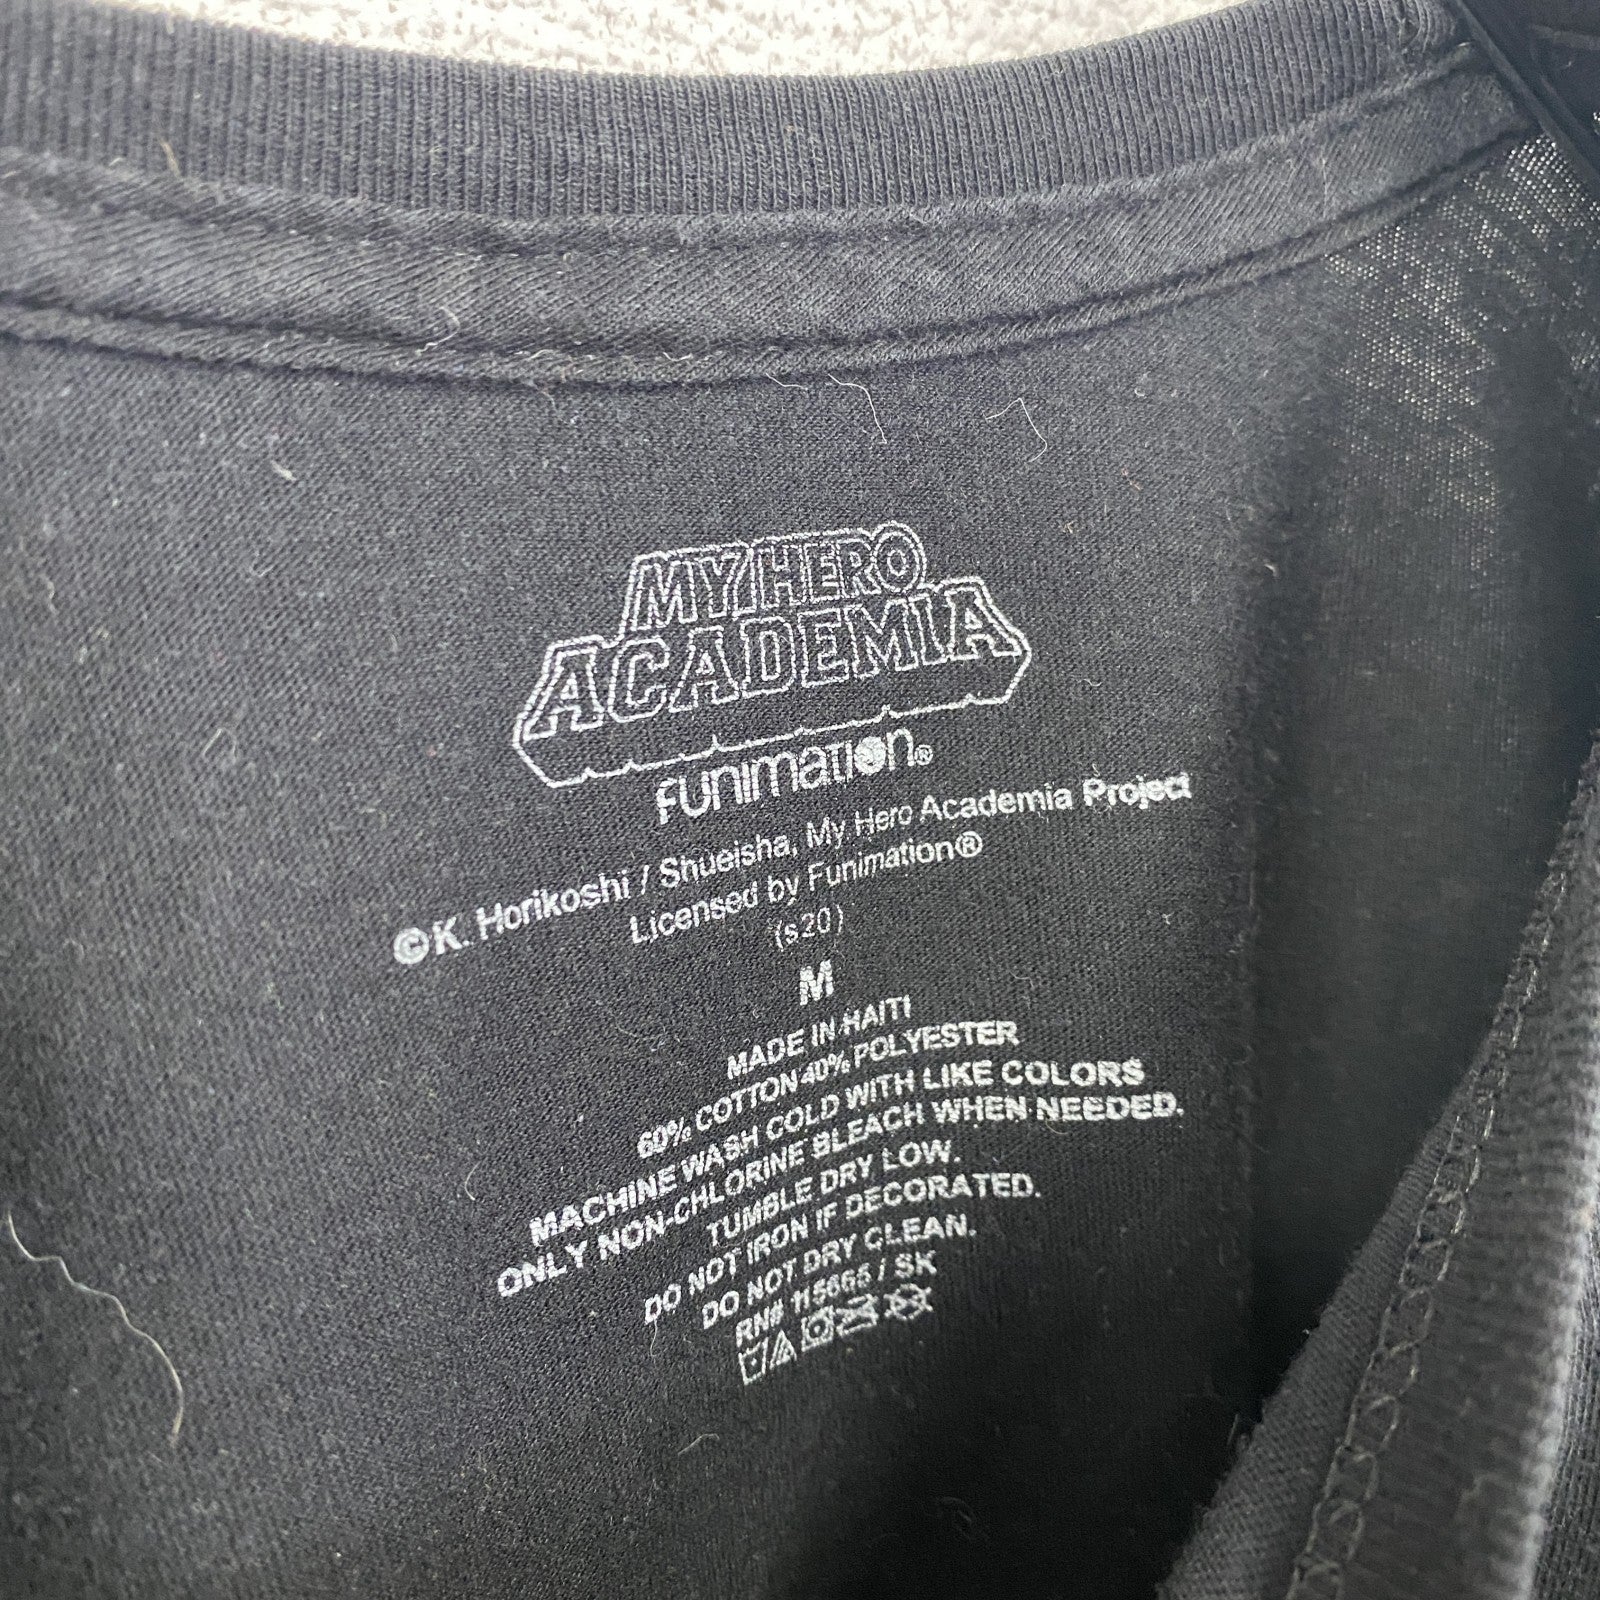 MY HERO
ACADEMIA
FUNIMATION®
©K. Horikoshi / Shueisha, My Hero Academia Project
Licensed by Funimation®
(s20)
M
MADE IN HAITI
60% COTTON 40% POLYESTER
MACHINE WASH COLD WITH LIKE COLORS
ONLY NON-CHLORINE BLEACH WHEN NEEDED.
TUMBLE DRY LOW.
DO NOT IRON IF DECORATED.
DO NOT DRY CLEAN.
RN# 115665 / SK